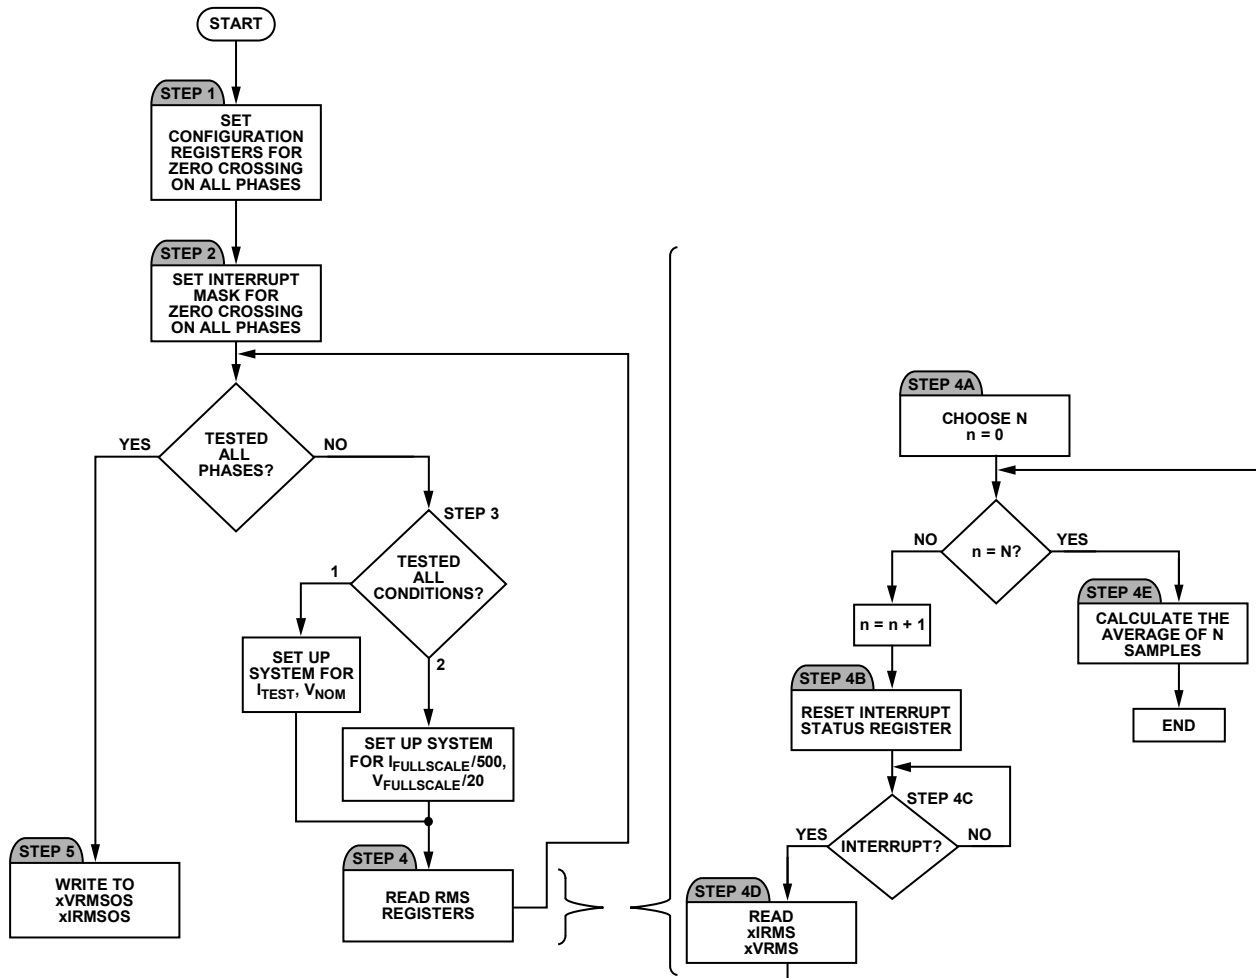 START
STEP 1
SET
CONFIGURATION
REGISTERS FOR
ZERO CROSSING
ON ALL PHASES
STEP 2
SET INTERRUPT
MASK FOR
ZERO CROSSING
ON ALL PHASES
YES
TESTED
ALL
PHASES?
NO
STEP 3
TESTED
ALL
CONDITIONS?
1
2
SET UP
SYSTEM FOR
ITEST, VNOM
SET UP SYSTEM
FOR IFULLSCALE/500,
VFULLSCALE/20
STEP 5
WRITE TO
xVRMSOS
xIRMSOS
STEP 4
READ RMS
REGISTERS
STEP 4A
CHOOSE N
n = 0
NO
n = N?
YES
n = n + 1
STEP 4E
CALCULATE THE
AVERAGE OF N
SAMPLES
END
STEP 4B
RESET INTERRUPT
STATUS REGISTER
STEP 4C
YES
INTERRUPT?
NO
STEP 4D
READ
xIRMS
xVRMS